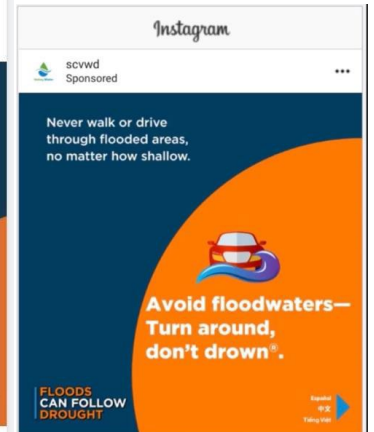 Instagram
scvwd
Sponsored
Never walk or drive
through flooded areas,
no matter how shallow.
Avoid floodwaters—
Turn around,
don't drown®.
FLOODS
CAN FOLLOW
DROUGHT
Español
中文
Tiếng Việt